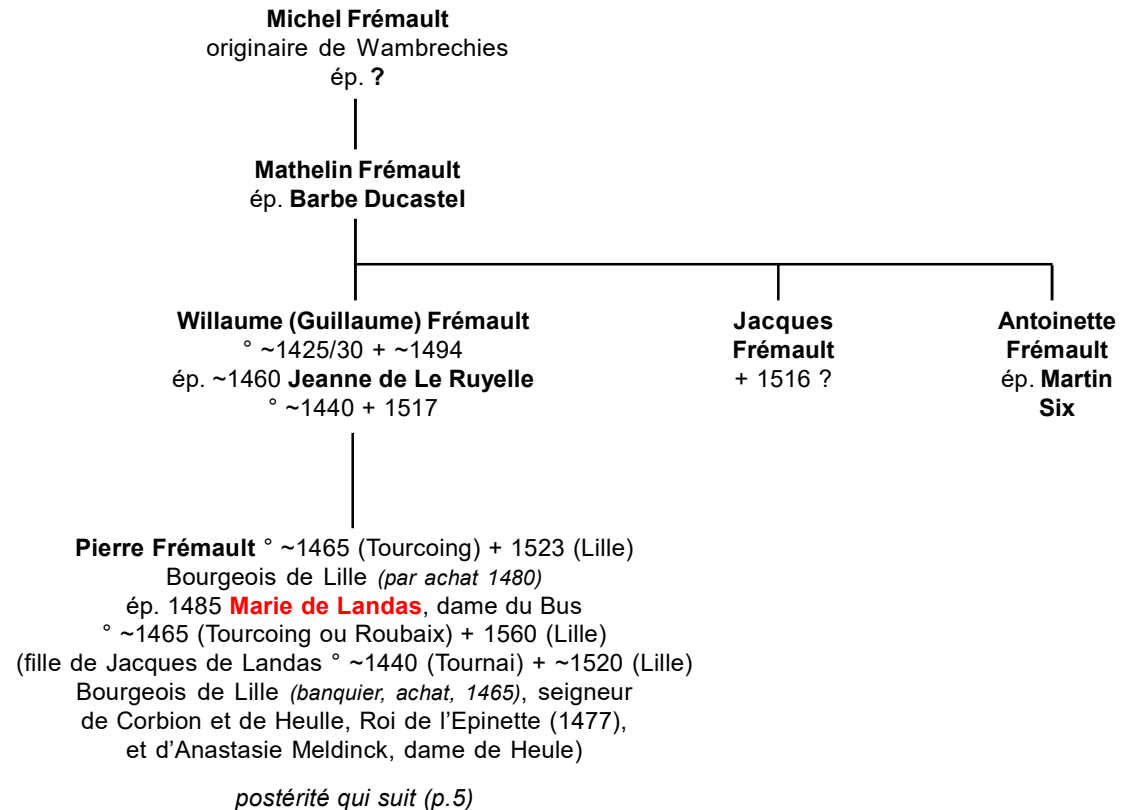 Michel Frémault
originaire de Wambrechies
ép. ?
Mathelin Frémault
ép. Barbe Ducastel
Willaume (Guillaume) Frémault
° ~1425/30 + ~1494
ép. ~1460 Jeanne de Le Ruyelle
° ~1440 + 1517
Jacques
Frémault
+ 1516 ?
Antoinette
Frémault
ép. Martin
Six
Pierre Frémault ° ~1465 (Tourcoing) + 1523 (Lille)
Bourgeois de Lille (par achat 1480)
ép. 1485 Marie de Landas, dame du Bus
° ~1465 (Tourcoing ou Roubaix) + 1560 (Lille)
(fille de Jacques de Landas ° ~1440 (Tournai) + ~1520 (Lille)
Bourgeois de Lille (banquier, achat, 1465), seigneur
de Corbion et de Heulle, Roi de l'Epinette (1477),
et d'Anastasie Meldinck, dame de Heule)
postérité qui suit (p.5)